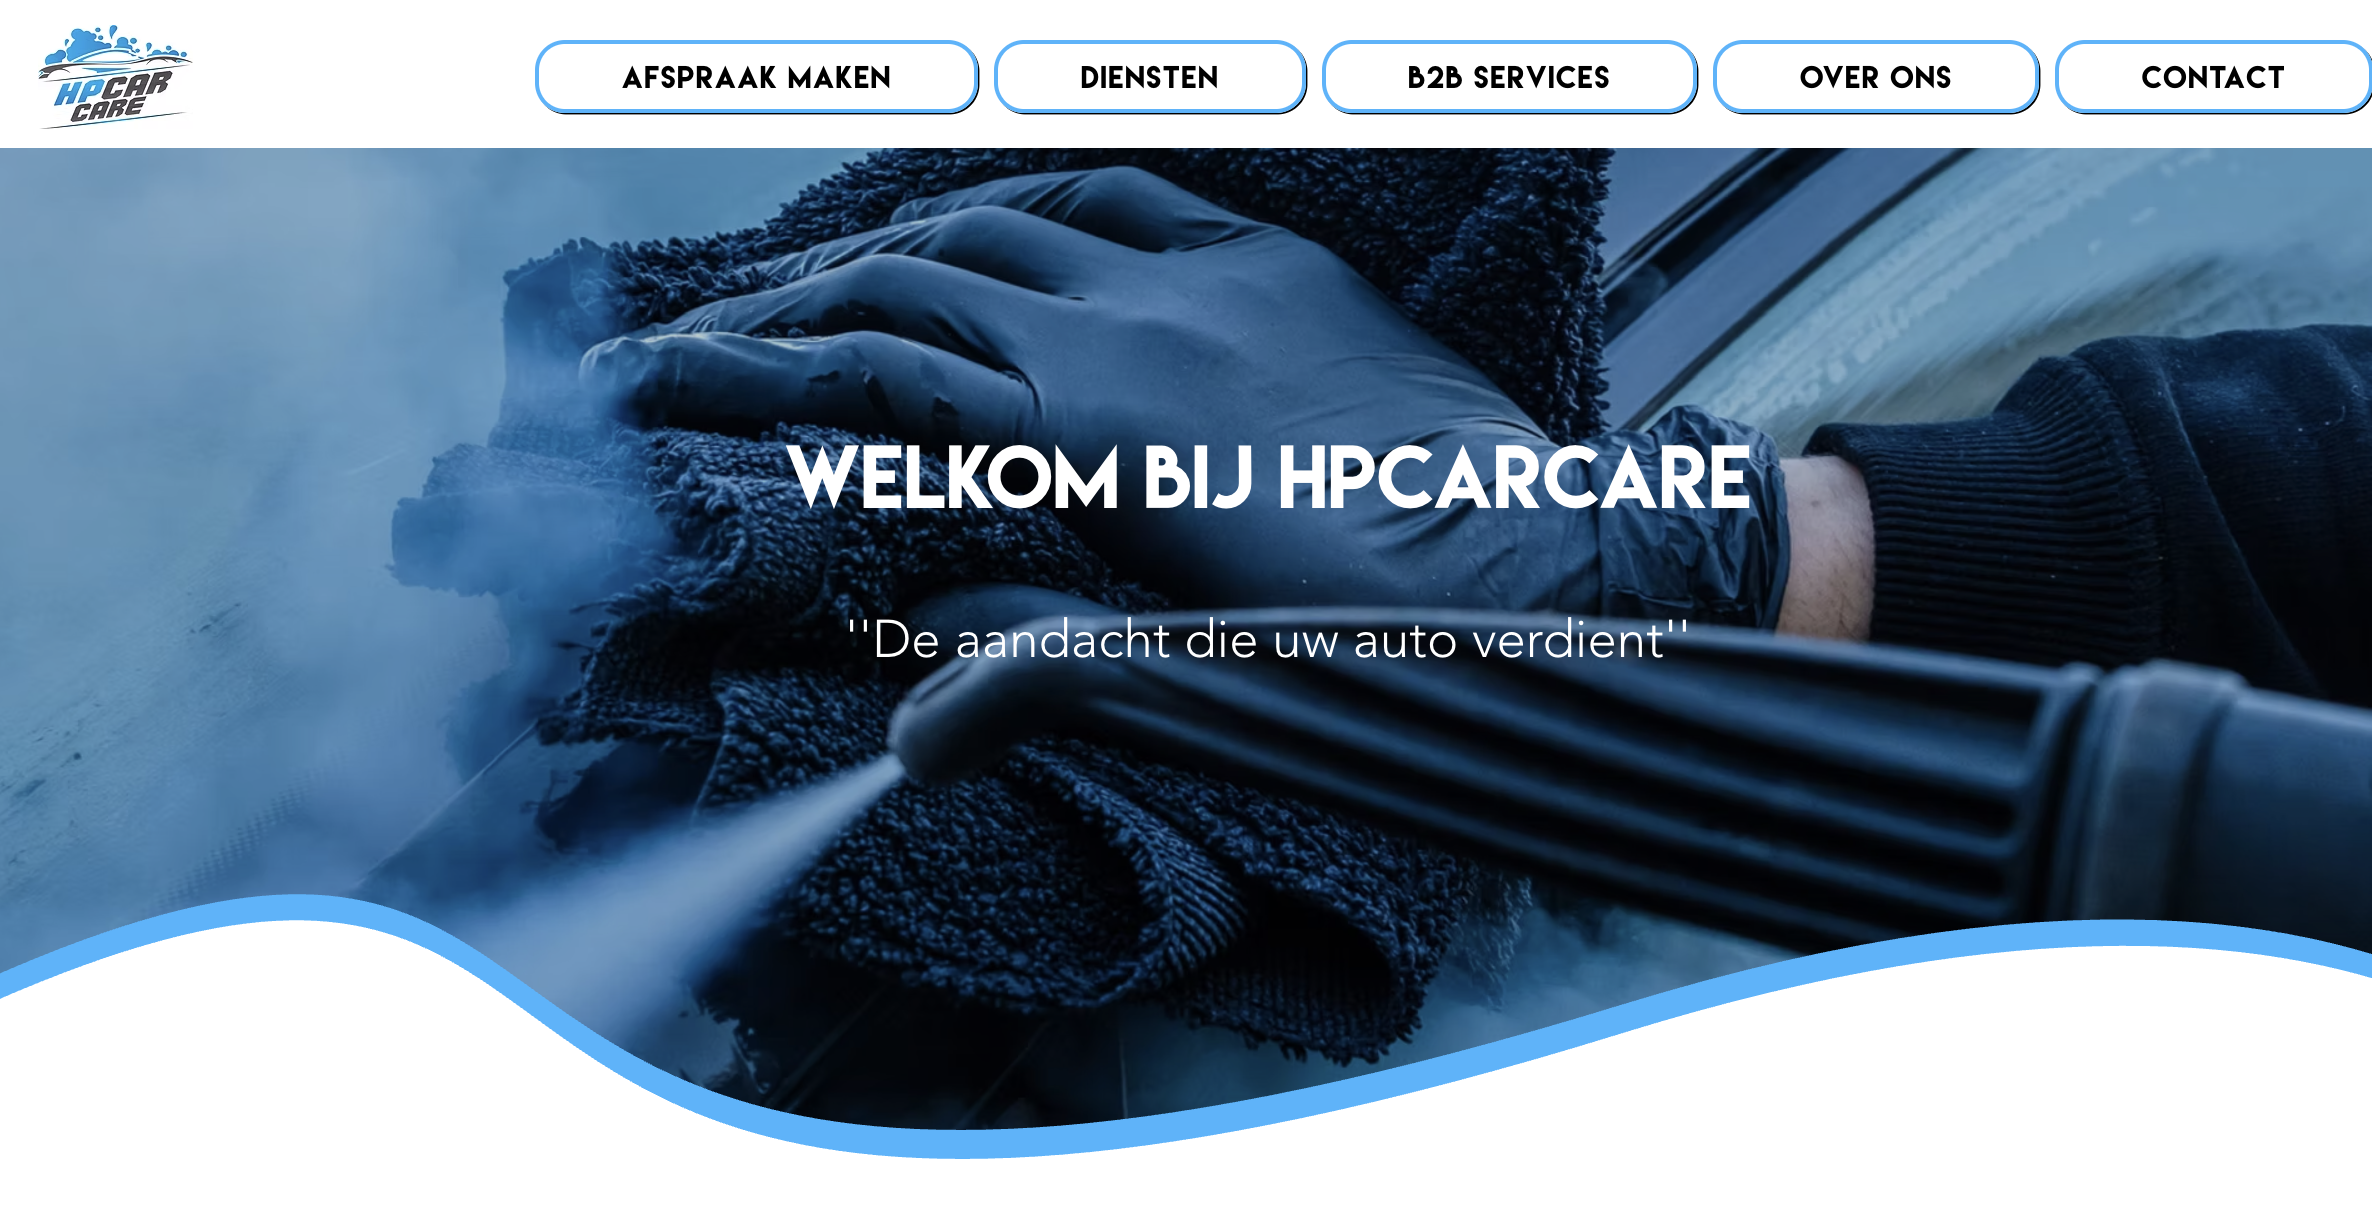 HPCAR
CARE
AFSPRAAK MAKEN
DIENSTEN
B2B SERVICES
OVER ONS
CONTACT
WELKOM BIJ HPCARCARE
''De aandacht die uw auto verdient''